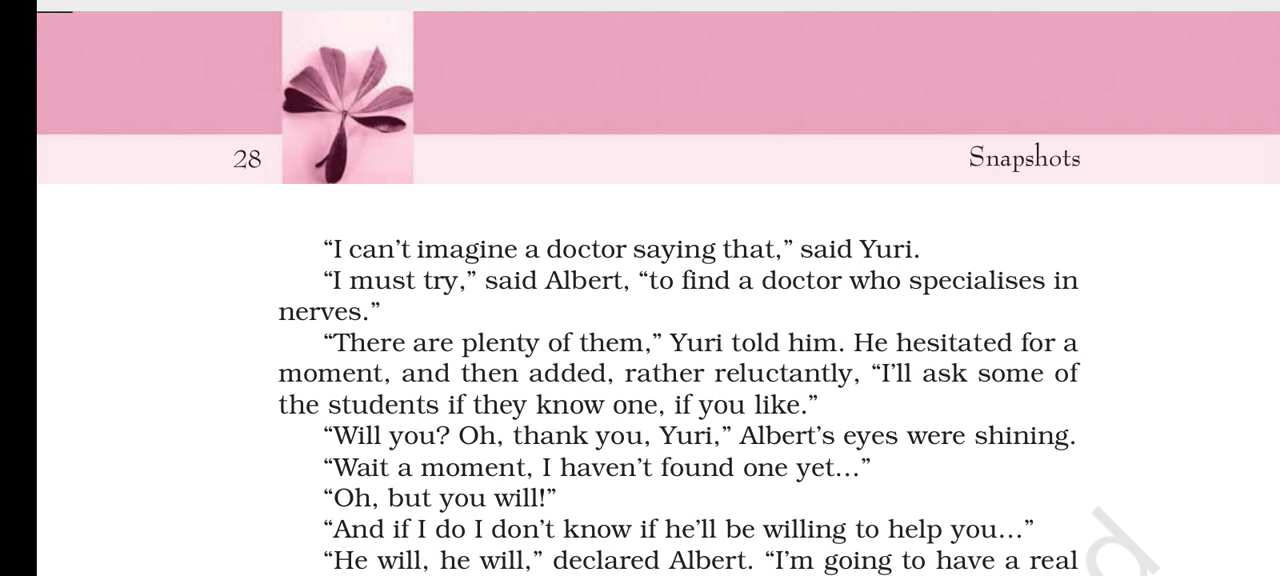 28
Snapshots
“I can’t imagine a doctor saying that,” said Yuri.
“I must try,” said Albert, “to find a doctor who specialises in
nerves.”
“There are plenty of them,” Yuri told him. He hesitated for a
moment, and then added, rather reluctantly, “I’ll ask some of
the students if they know one, if you like.”
“Will you? Oh, thank you, Yuri,” Albert’s eyes were shining.
“Wait a moment, I haven’t found one yet...”
“Oh, but you will!”
“And if I do I don’t know if he’ll be willing to help you...”
“He will, he will,” declared Albert. “I’m going to have a real